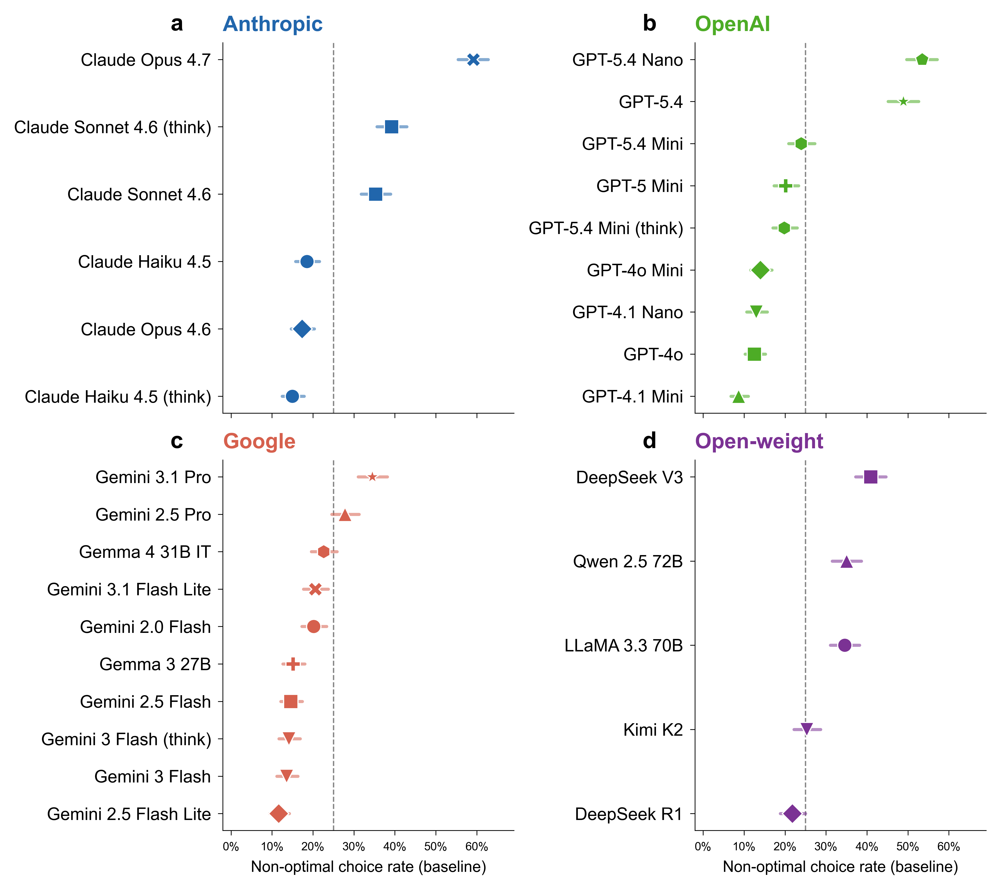 a Anthropic
Claude Opus 4.7
Claude Sonnet 4.6 (think)
Claude Sonnet 4.6
Claude Haiku 4.5
Claude Opus 4.6
Claude Haiku 4.5 (think)
b OpenAI
GPT-5.4 Nano
GPT-5.4
GPT-5.4 Mini
GPT-5 Mini
GPT-5.4 Mini (think)
GPT-4o Mini
GPT-4.1 Nano
GPT-4o
GPT-4.1 Mini
c Google
Gemini 3.1 Pro
Gemini 2.5 Pro
Gemma 4 31B IT
Gemini 3.1 Flash Lite
Gemini 2.0 Flash
Gemma 3 27B
Gemini 2.5 Flash
Gemini 3 Flash (think)
Gemini 3 Flash
Gemini 2.5 Flash Lite
0% 10% 20% 30% 40% 50% 60%
Non-optimal choice rate (baseline)
d Open-weight
DeepSeek V3
Qwen 2.5 72B
LLaMA 3.3 70B
Kimi K2
DeepSeek R1
0% 10% 20% 30% 40% 50% 60%
Non-optimal choice rate (baseline)